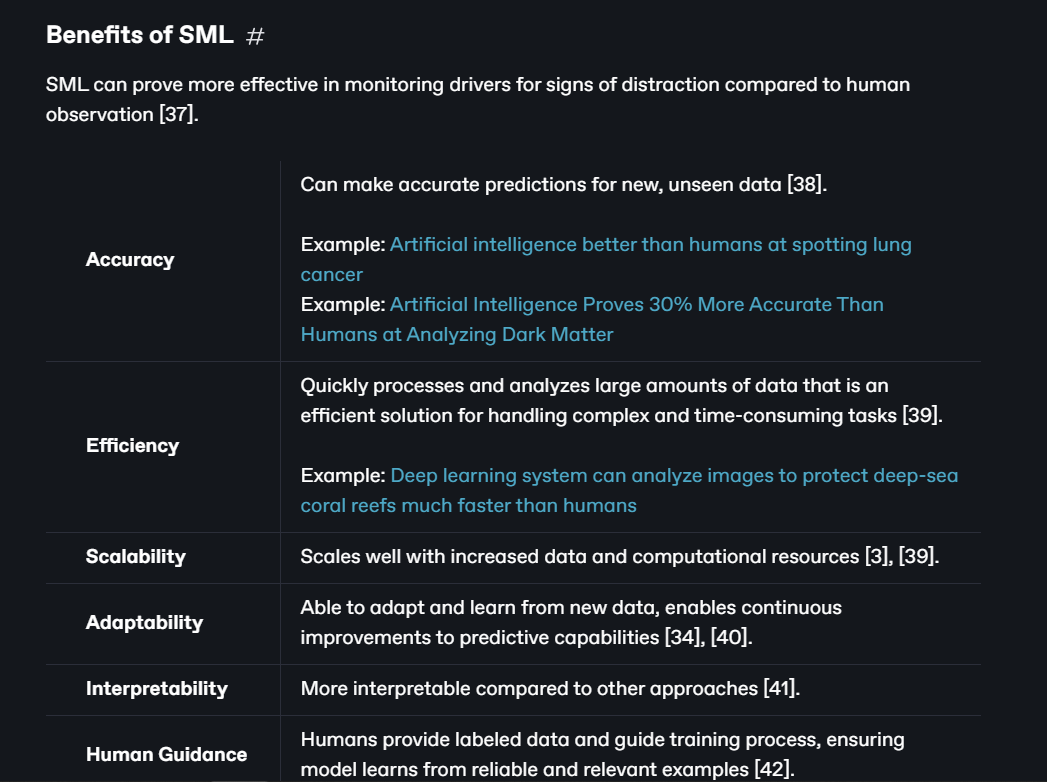 Benefits of SML #
SML can prove more effective in monitoring drivers for signs of distraction compared to human
observation [37].
Accuracy
Can make accurate predictions for new, unseen data [38].
Example: Artificial intelligence better than humans at spotting lung
cancer
Example: Artificial Intelligence Proves 30% More Accurate Than
Humans at Analyzing Dark Matter
Efficiency
Quickly processes and analyzes large amounts of data that is an
efficient solution for handling complex and time-consuming tasks [39].
Example: Deep learning system can analyze images to protect deep-sea
coral reefs much faster than humans
Scalability
Scales well with increased data and computational resources [3], [39].
Adaptability
Able to adapt and learn from new data, enables continuous
improvements to predictive capabilities [34], [40].
Interpretability
More interpretable compared to other approaches [41].
Human Guidance
Humans provide labeled data and guide training process, ensuring
model learns from reliable and relevant examples [42].